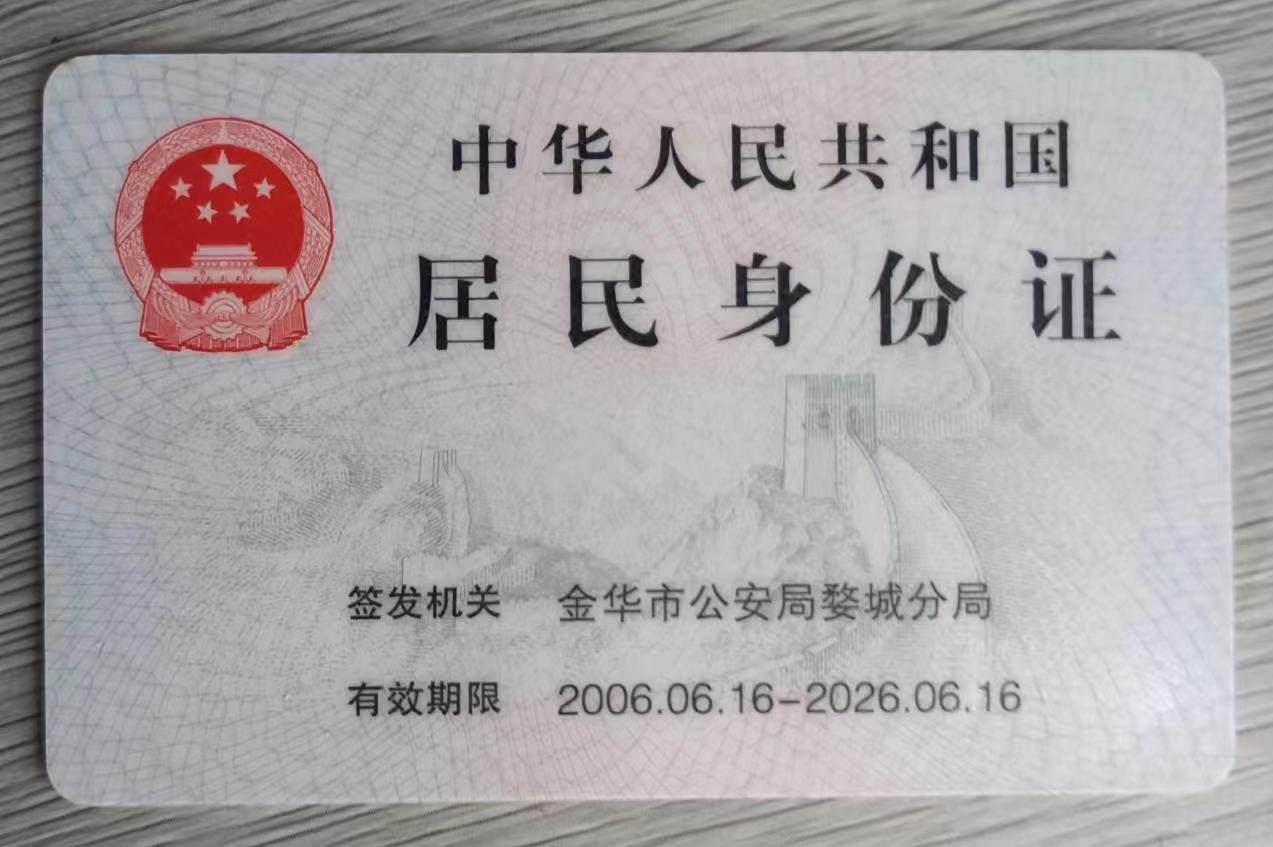 中华人民共和国
居民身份证
签发机关 金华市公安局婺城分局
有效期限 2006.06.16-2026.06.16